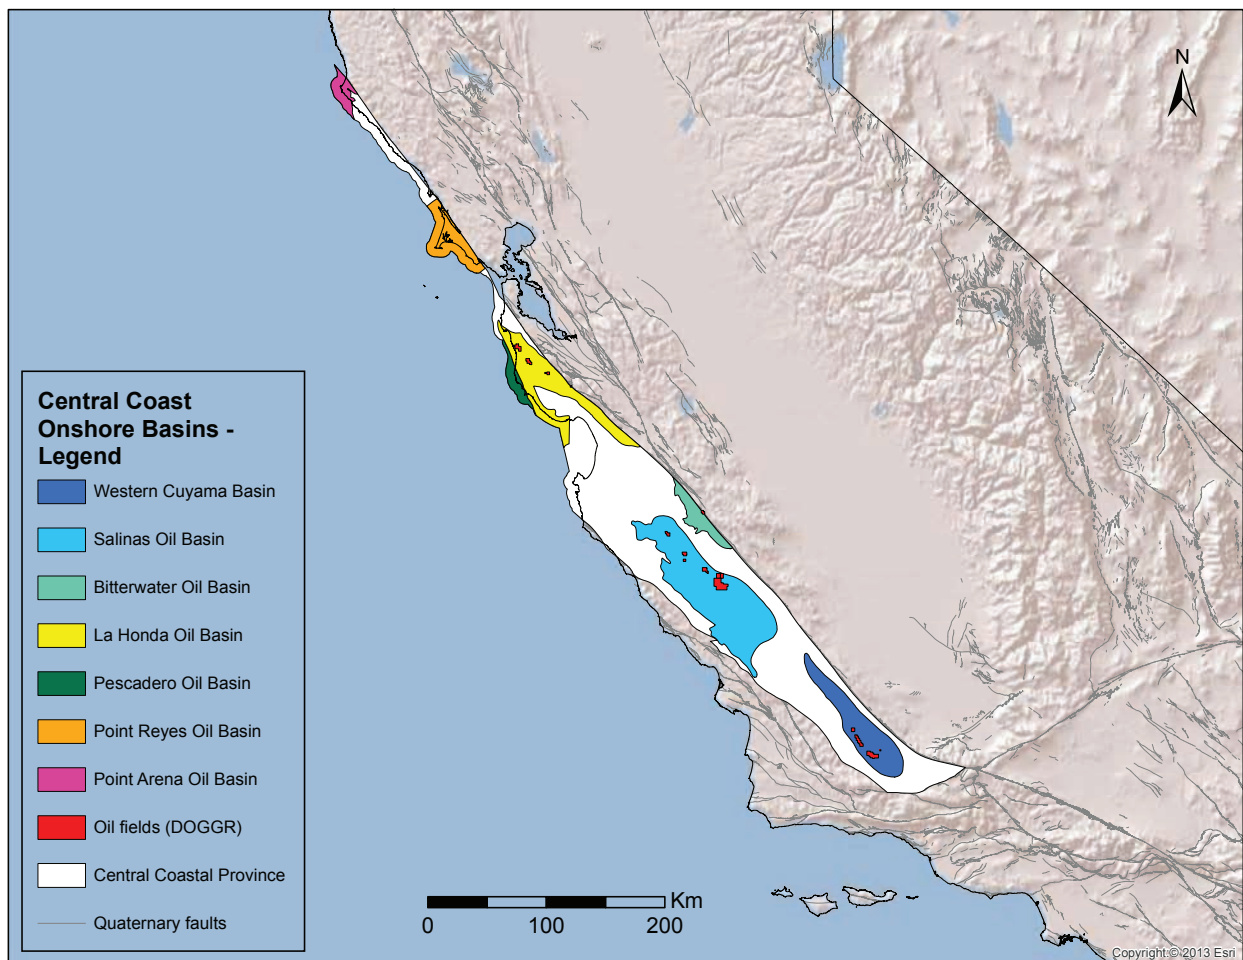 N
Central Coast
Onshore Basins -
Legend
Western Cuyama Basin
Salinas Oil Basin
Bitterwater Oil Basin
La Honda Oil Basin
Pescadero Oil Basin
Point Reyes Oil Basin
Point Arena Oil Basin
Oil fields (DOGGR)
Central Coastal Province
Quaternary faults
Km
0 100 200
Copyright:© 2013 Esri